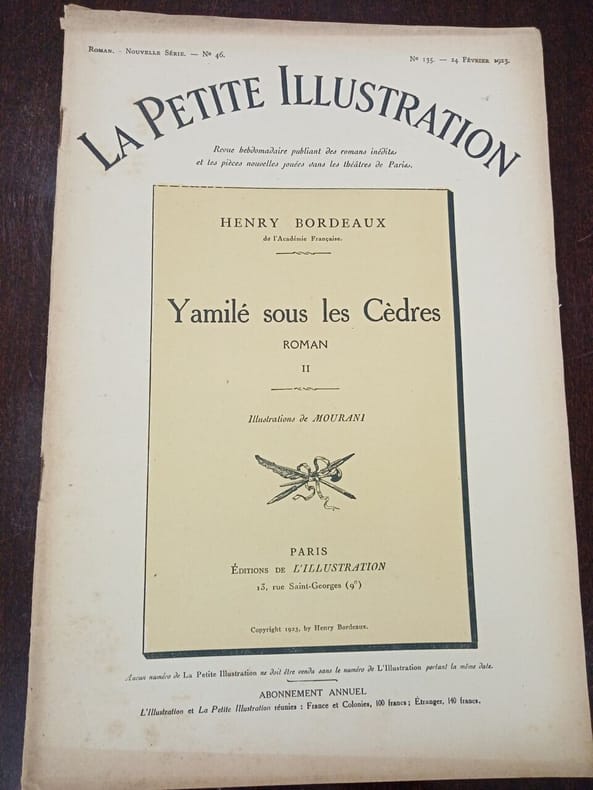 Roman. - Nouvelle Série. — No 46.
No 135. — 24 Février 1923.
LA PETITE ILLUSTRATION
Revue hebdomadaire publiant des romans inédits
et les pièces nouvelles jouées dans les théâtres de Paris.
HENRY BORDEAUX
de l'Académie Française.
Yamilé sous les Cèdres
ROMAN
II
Illustrations de MOURANI
PARIS
ÉDITIONS DE L'ILLUSTRATION
13, rue Saint-Georges (9e)
Copyright 1923, by Henry Bordeaux.
Aucun numéro de La Petite Illustration ne doit être vendu sans le numéro de L'Illustration portant la même date.
ABONNEMENT ANNUEL
L'Illustration et La Petite Illustration réunies : France et Colonies, 100 francs ; Étranger, 140 francs.